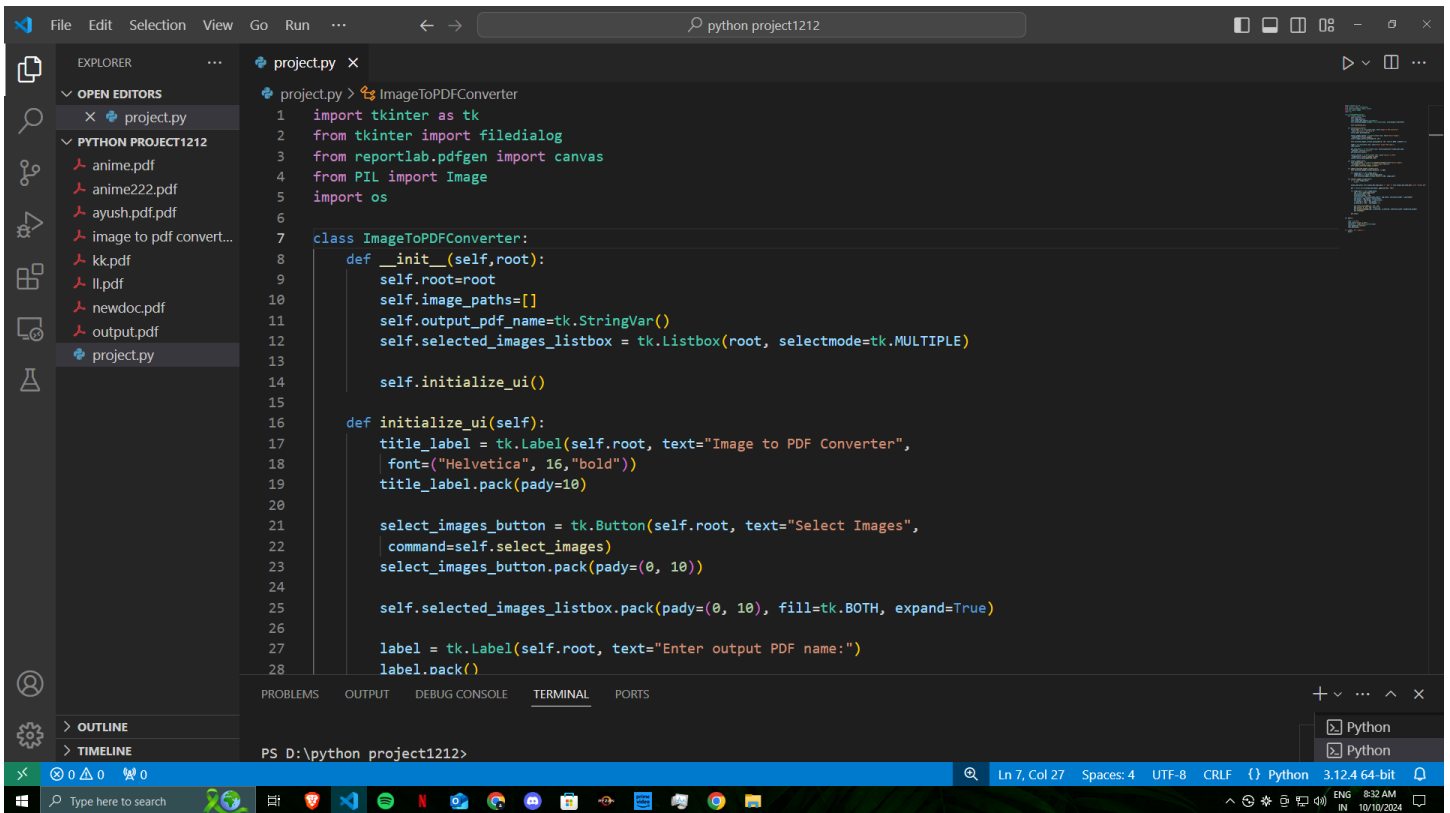 File Edit Selection View Go Run ··· ← → python project1212
EXPLORER ···
OPEN EDITORS
project.py
PYTHON PROJECT1212
anime.pdf
anime222.pdf
ayush.pdf.pdf
image to pdf convert...
kk.pdf
ll.pdf
newdoc.pdf
output.pdf
project.py
OUTLINE
TIMELINE
project.py
project.py > ImageToPDFConverter
1 import tkinter as tk
2 from tkinter import filedialog
3 from reportlab.pdfgen import canvas
4 from PIL import Image
5 import os
6
7 class ImageToPDFConverter:
8     def __init__(self,root):
9         self.root=root
10         self.image_paths=[]
11         self.output_pdf_name=tk.StringVar()
12         self.selected_images_listbox = tk.Listbox(root, selectmode=tk.MULTIPLE)
13
14         self.initialize_ui()
15
16     def initialize_ui(self):
17         title_label = tk.Label(self.root, text="Image to PDF Converter",
18          font=("Helvetica", 16,"bold"))
19         title_label.pack(pady=10)
20
21         select_images_button = tk.Button(self.root, text="Select Images",
22          command=self.select_images)
23         select_images_button.pack(pady=(0, 10))
24
25         self.selected_images_listbox.pack(pady=(0, 10), fill=tk.BOTH, expand=True)
26
27         label = tk.Label(self.root, text="Enter output PDF name:")
28         label.pack()
PROBLEMS OUTPUT DEBUG CONSOLE TERMINAL PORTS
PS D:\python project1212>
Python
Python
0 0 0 Ln 7, Col 27 Spaces: 4 UTF-8 CRLF {} Python 3.12.4 64-bit
Type here to search
prime video
ENG 8:32 AM
IN 10/10/2024